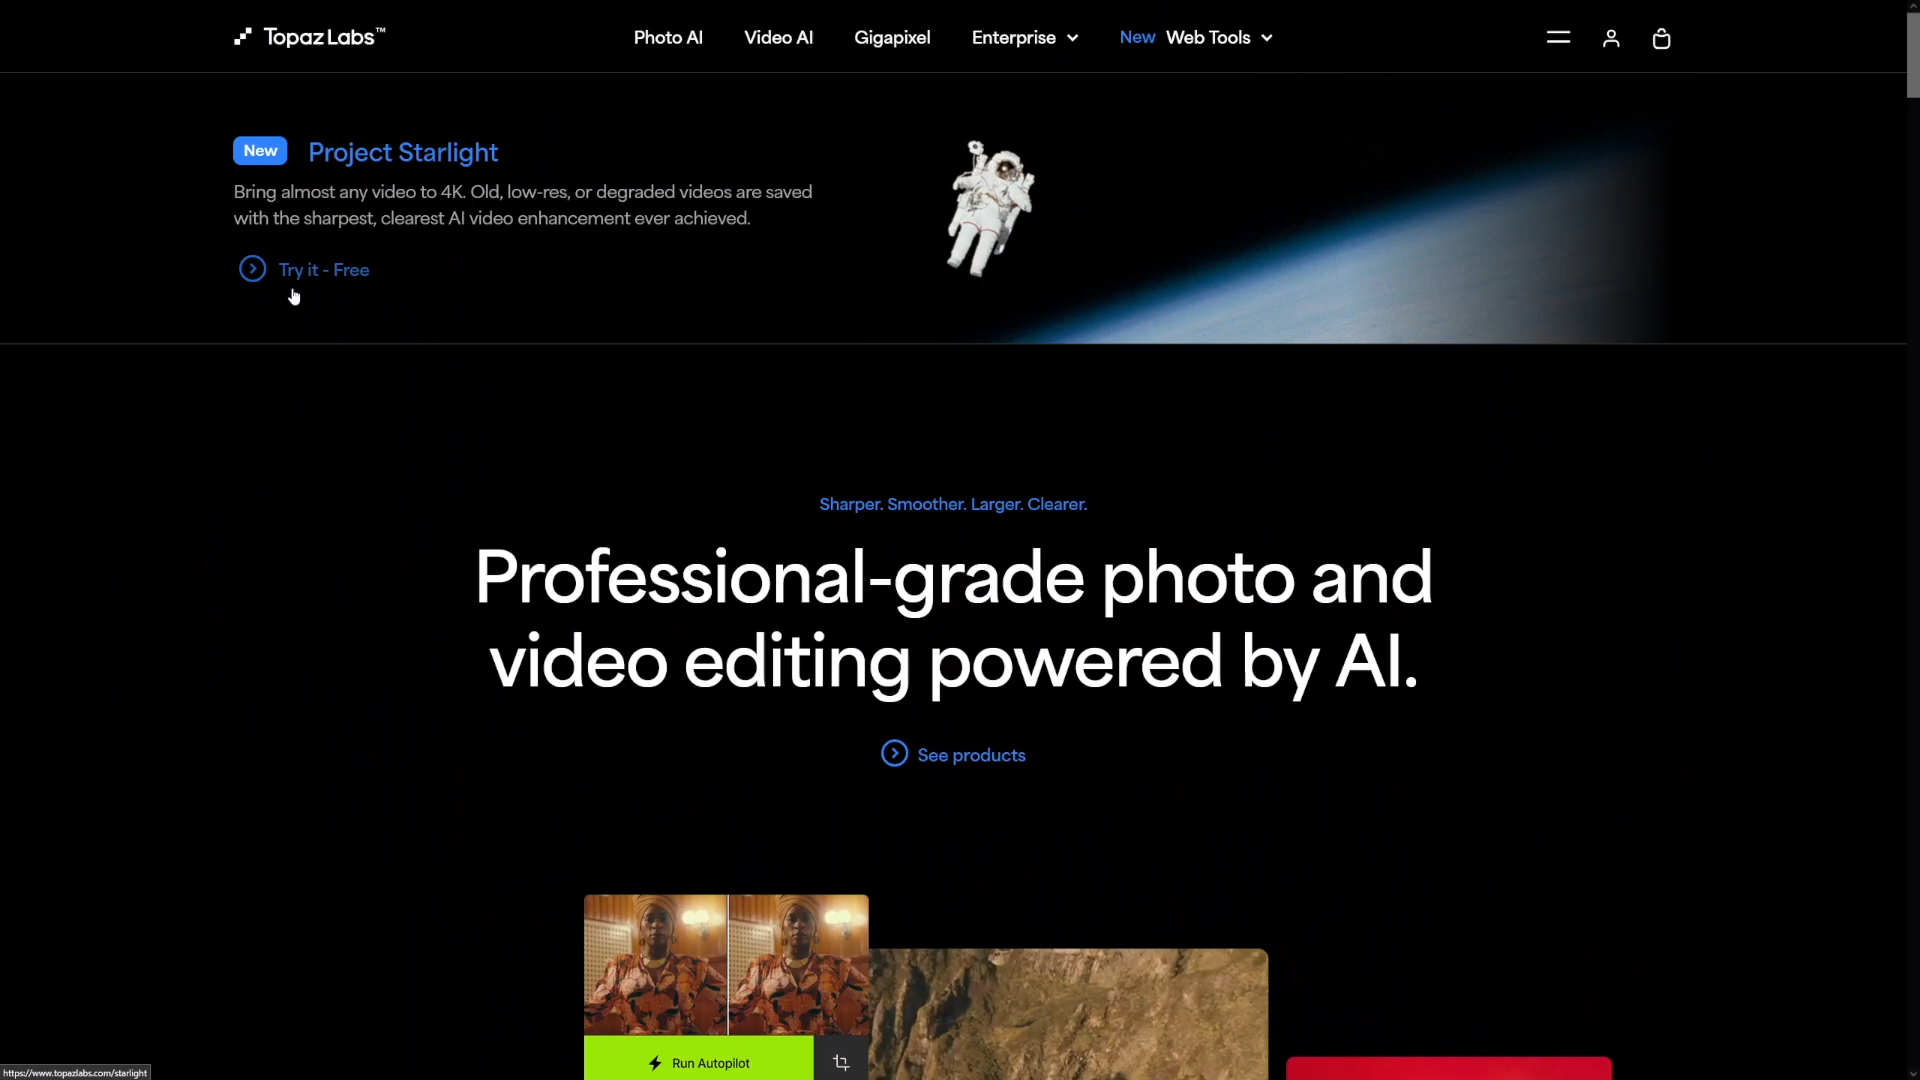 Topaz Labs™
Photo AI
Video AI
Gigapixel
Enterprise
New Web Tools
New
Project Starlight
Bring almost any video to 4K. Old, low-res, or degraded videos are saved
with the sharpest, clearest AI video enhancement ever achieved.
Try it - Free
Sharper. Smoother. Larger. Clearer.
Professional-grade photo and
video editing powered by AI.
See products
Run Autopilot
https://www.topazlabs.com/starlight